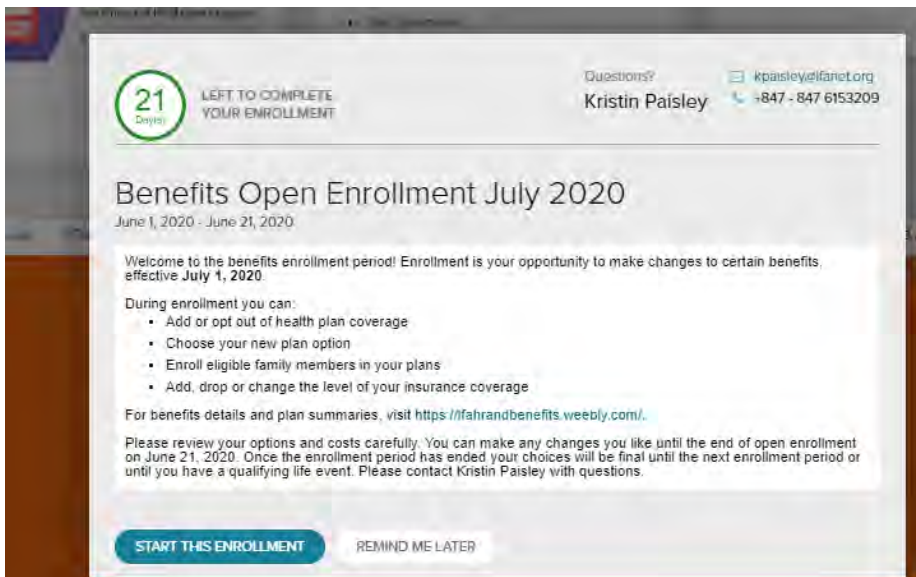 21
Day(s)
LEFT TO COMPLETE
YOUR ENROLLMENT
Questions?
Kristin Paisley
kpaisley@lfanet.org
+847 - 847 6153209
Benefits Open Enrollment July 2020
June 1, 2020 - June 21, 2020
Welcome to the benefits enrollment period! Enrollment is your opportunity to make changes to certain benefits
effective July 1, 2020.
During enrollment you can:
• Add or opt out of health plan coverage
• Choose your new plan option
• Enroll eligible family members in your plans
• Add, drop or change the level of your insurance coverage
For benefits details and plan summaries, visit https://lfahrandbenefits.weebly.com/.
Please review your options and costs carefully. You can make any changes you like until the end of open enrollment
on June 21, 2020. Once the enrollment period has ended your choices will be final until the next enrollment period or
until you have a qualifying life event. Please contact Kristin Paisley with questions.
START THIS ENROLLMENT
REMIND ME LATER